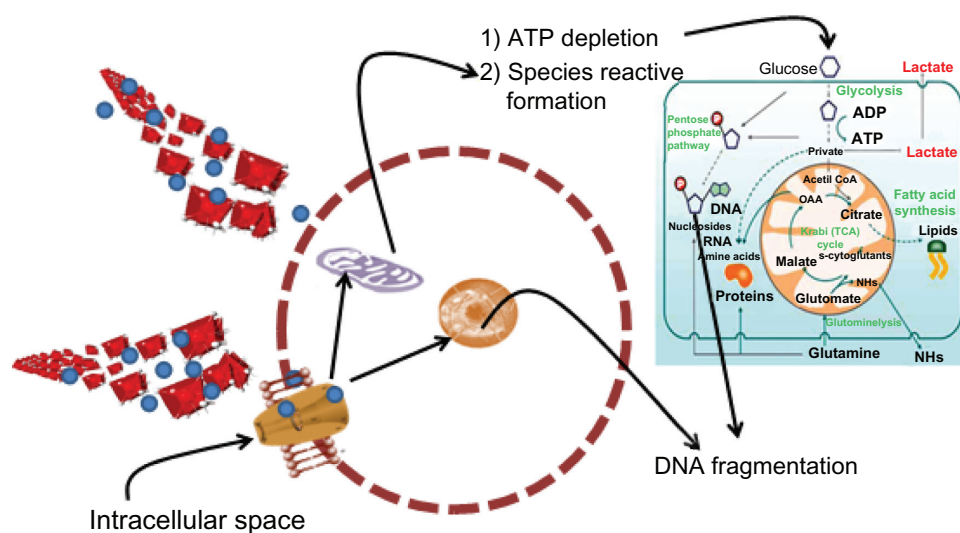 1) ATP depletion
2) Species reactive
formation
Glucose
Lactate
Glycolysis
ADP
ATP
Pentose
phosphate
pathway
P
Private
Lactate
Acetil CoA
P
OAA
DNA
Citrate
Fatty acid
synthesis
Nucleosides
RNA
Krabi (TCA)
cycle
Lipids
Amine acids
s-cytoglutants
Malate
NHs
Proteins
Glutomate
Glutominelysis
Glutamine
NHs
DNA fragmentation
Intracellular space